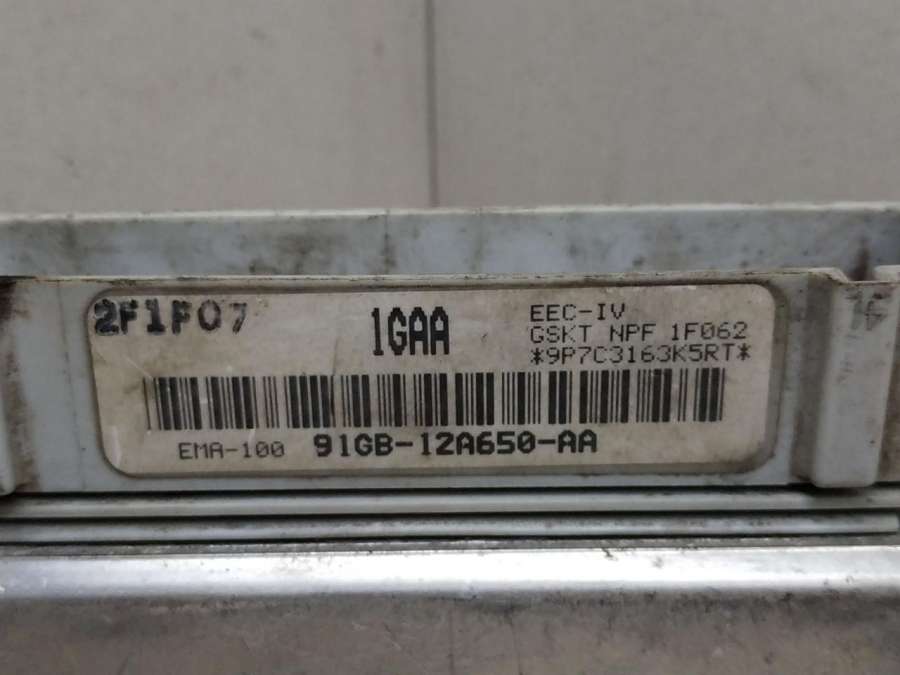 2F1F07
1GAA
EEC-IV
GSKT NPF 1F062
*9P7C3163K5RT*
EMA-100 91GB-12A650-AA